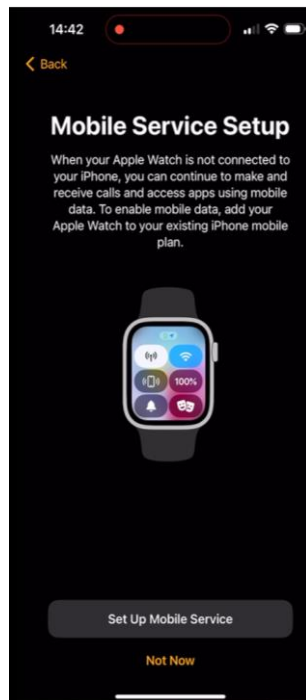 14:42
Back
Mobile Service Setup
When your Apple Watch is not connected to
your iPhone, you can continue to make and
receive calls and access apps using mobile
data. To enable mobile data, add your
Apple Watch to your existing iPhone mobile
plan.
100%
Set Up Mobile Service
Not Now